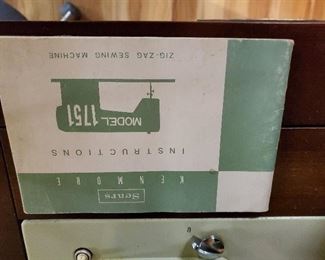 Sears
KENMORE
INSTRUCTIONS
MODEL 1751
ZIG-ZAG SEWING MACHINE